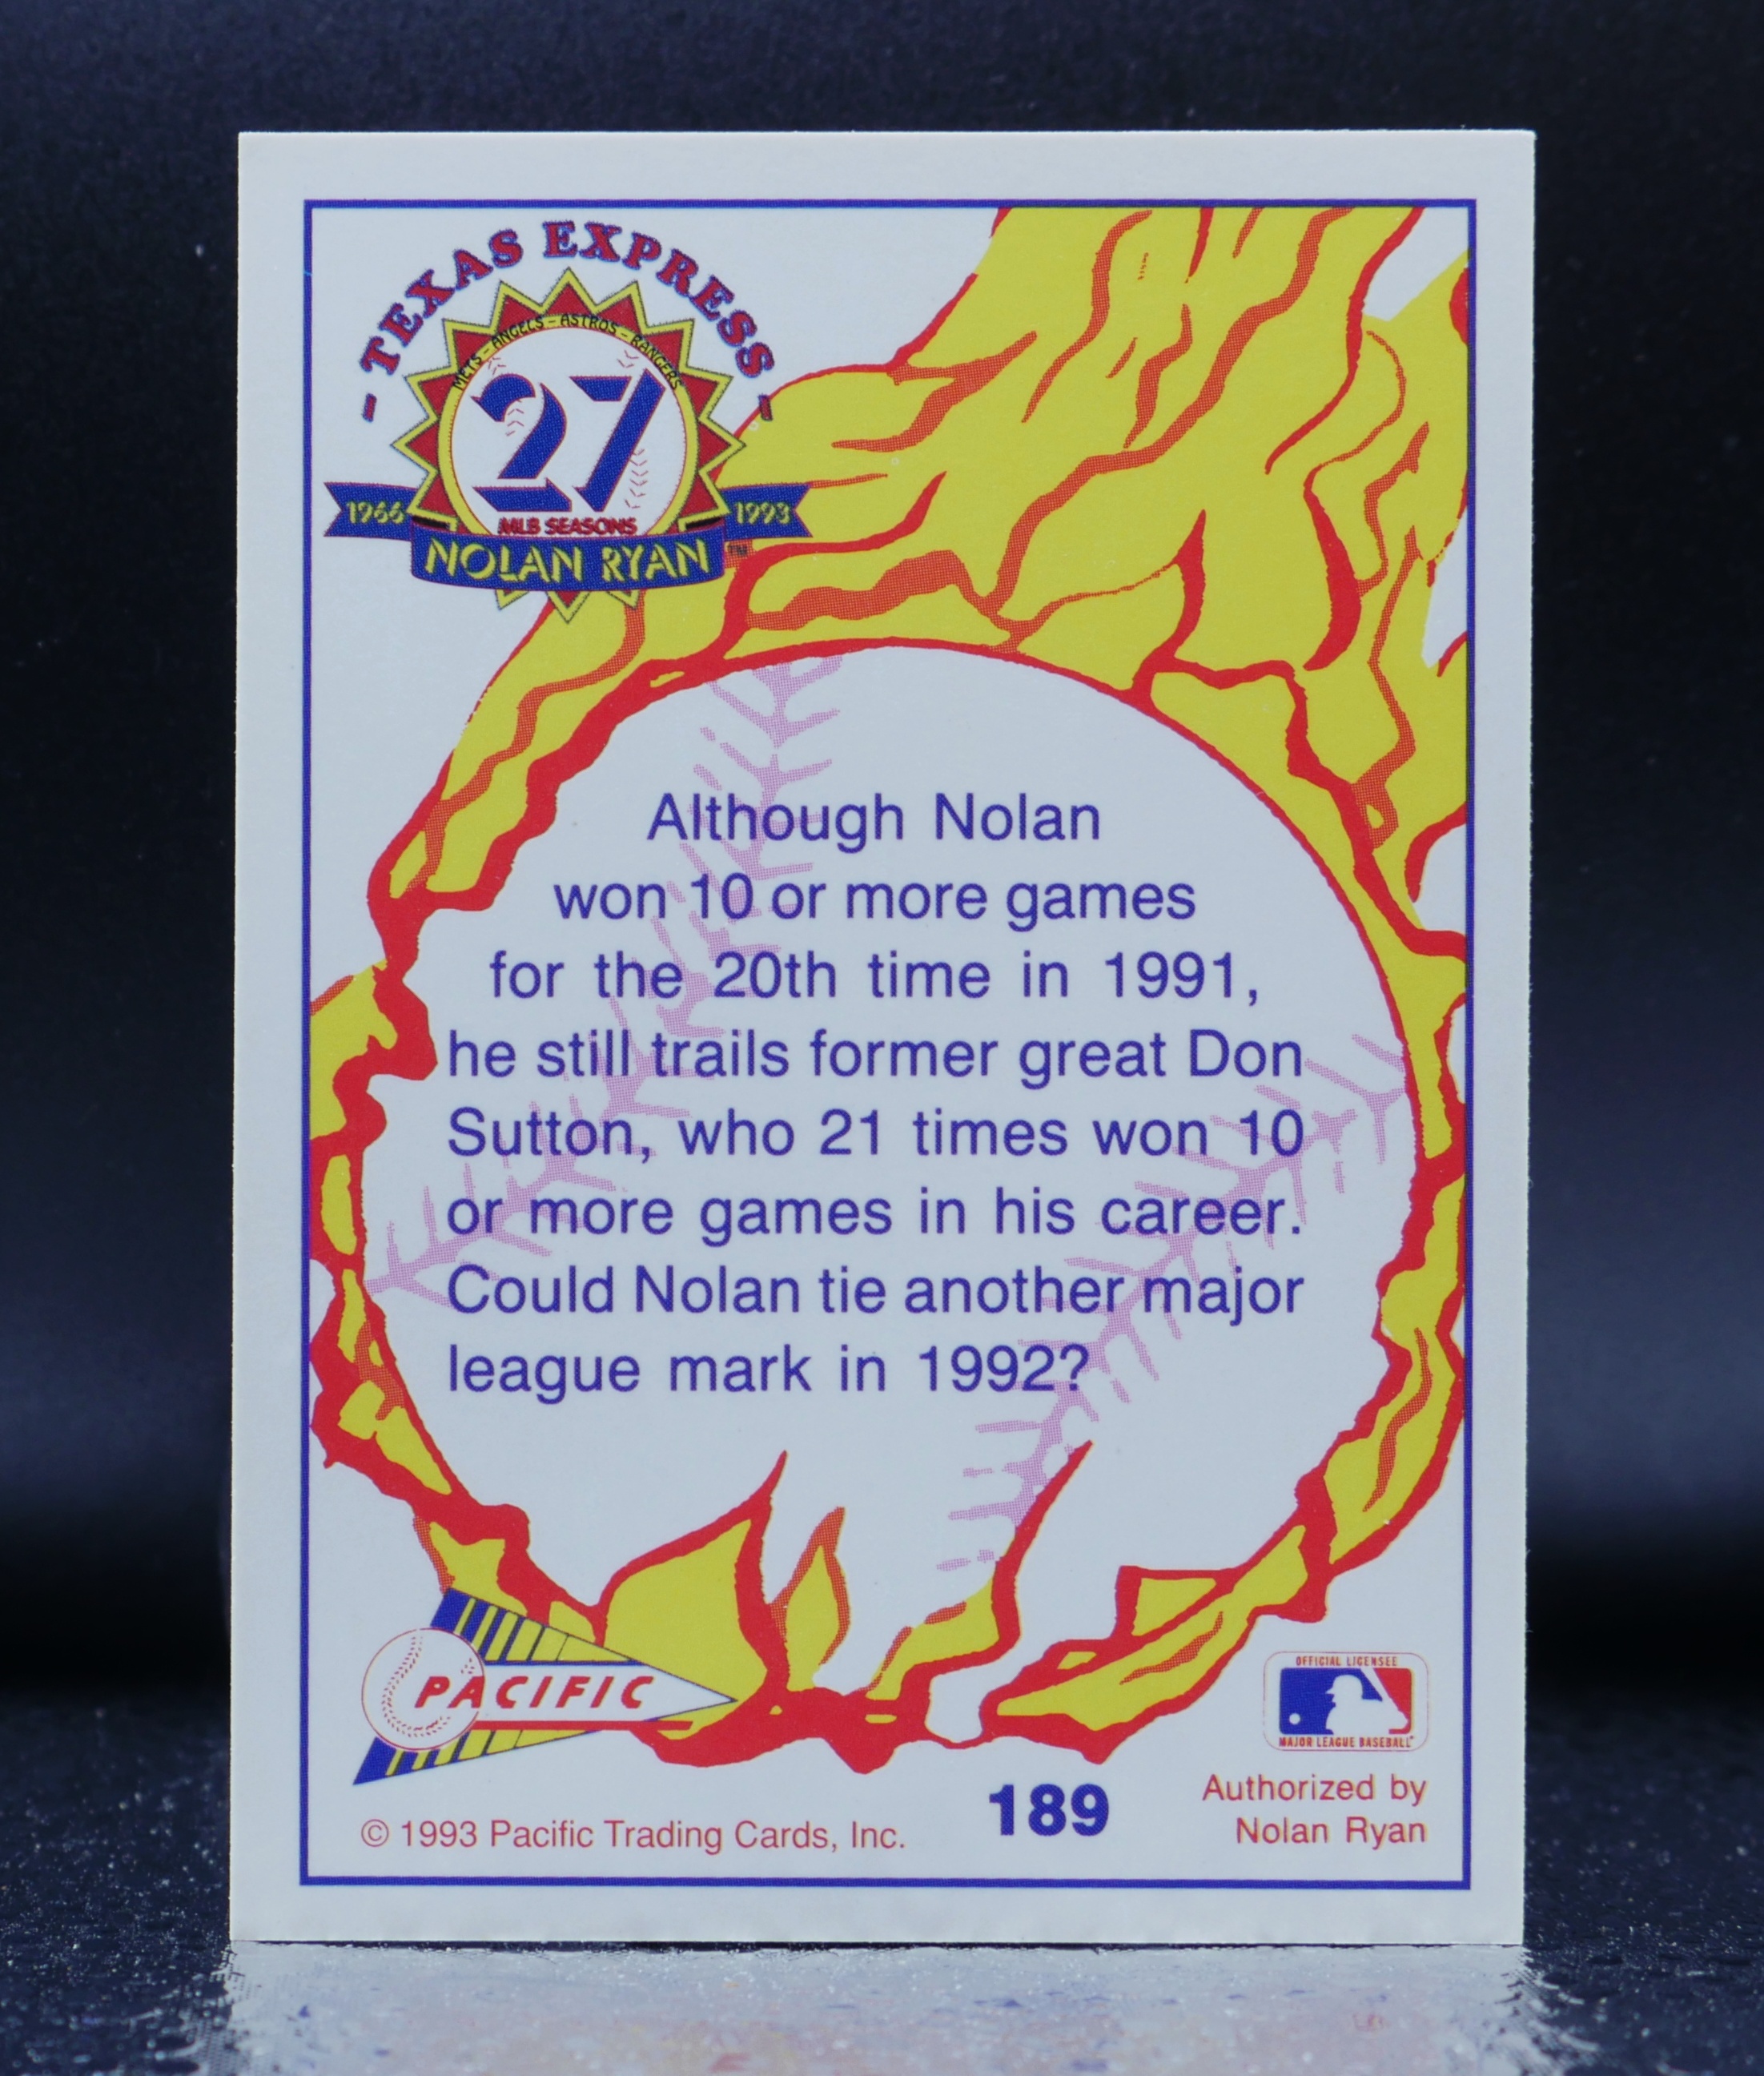 - TEXAS EXPRESS -
METS - ANGELS - ASTROS - RANGERS
27
MLB SEASONS
1966
1993
NOLAN RYAN™
Although Nolan
won 10 or more games
for the 20th time in 1991,
he still trails former great Don
Sutton, who 21 times won 10
or more games in his career.
Could Nolan tie another major
league mark in 1992?
PACIFIC
OFFICIAL LICENSEE
MAJOR LEAGUE BASEBALL
© 1993 Pacific Trading Cards, Inc.
189
Authorized by
Nolan Ryan